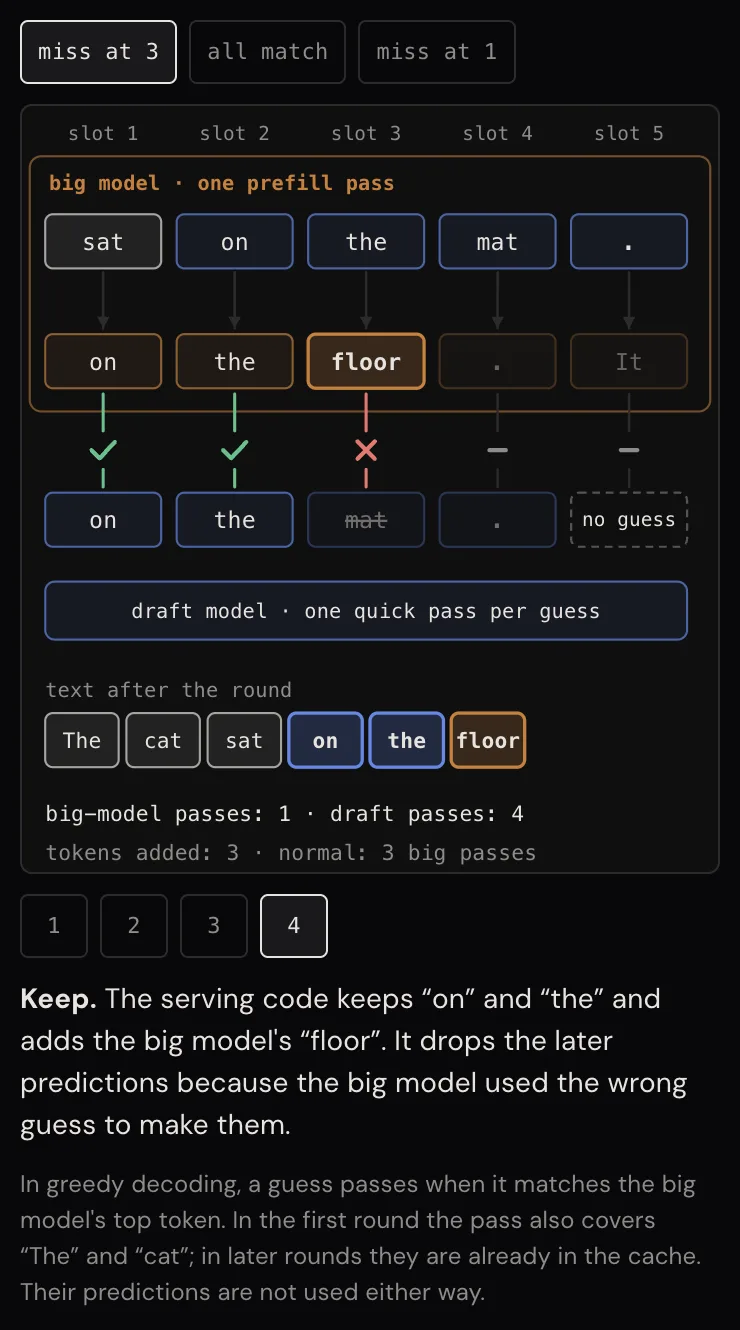 miss at 3 all match miss at 1
slot 1 slot 2 slot 3 slot 4 slot 5
big model · one prefill pass
sat on the mat .
on the floor . It
on the mat . no guess
draft model · one quick pass per guess
text after the round
The cat sat on the floor
big-model passes: 1 · draft passes: 4
tokens added: 3 · normal: 3 big passes
1 2 3 4
Keep. The serving code keeps “on” and “the” and
adds the big model's “floor”. It drops the later
predictions because the big model used the wrong
guess to make them.
In greedy decoding, a guess passes when it matches the big
model's top token. In the first round the pass also covers
“The” and “cat”; in later rounds they are already in the cache.
Their predictions are not used either way.